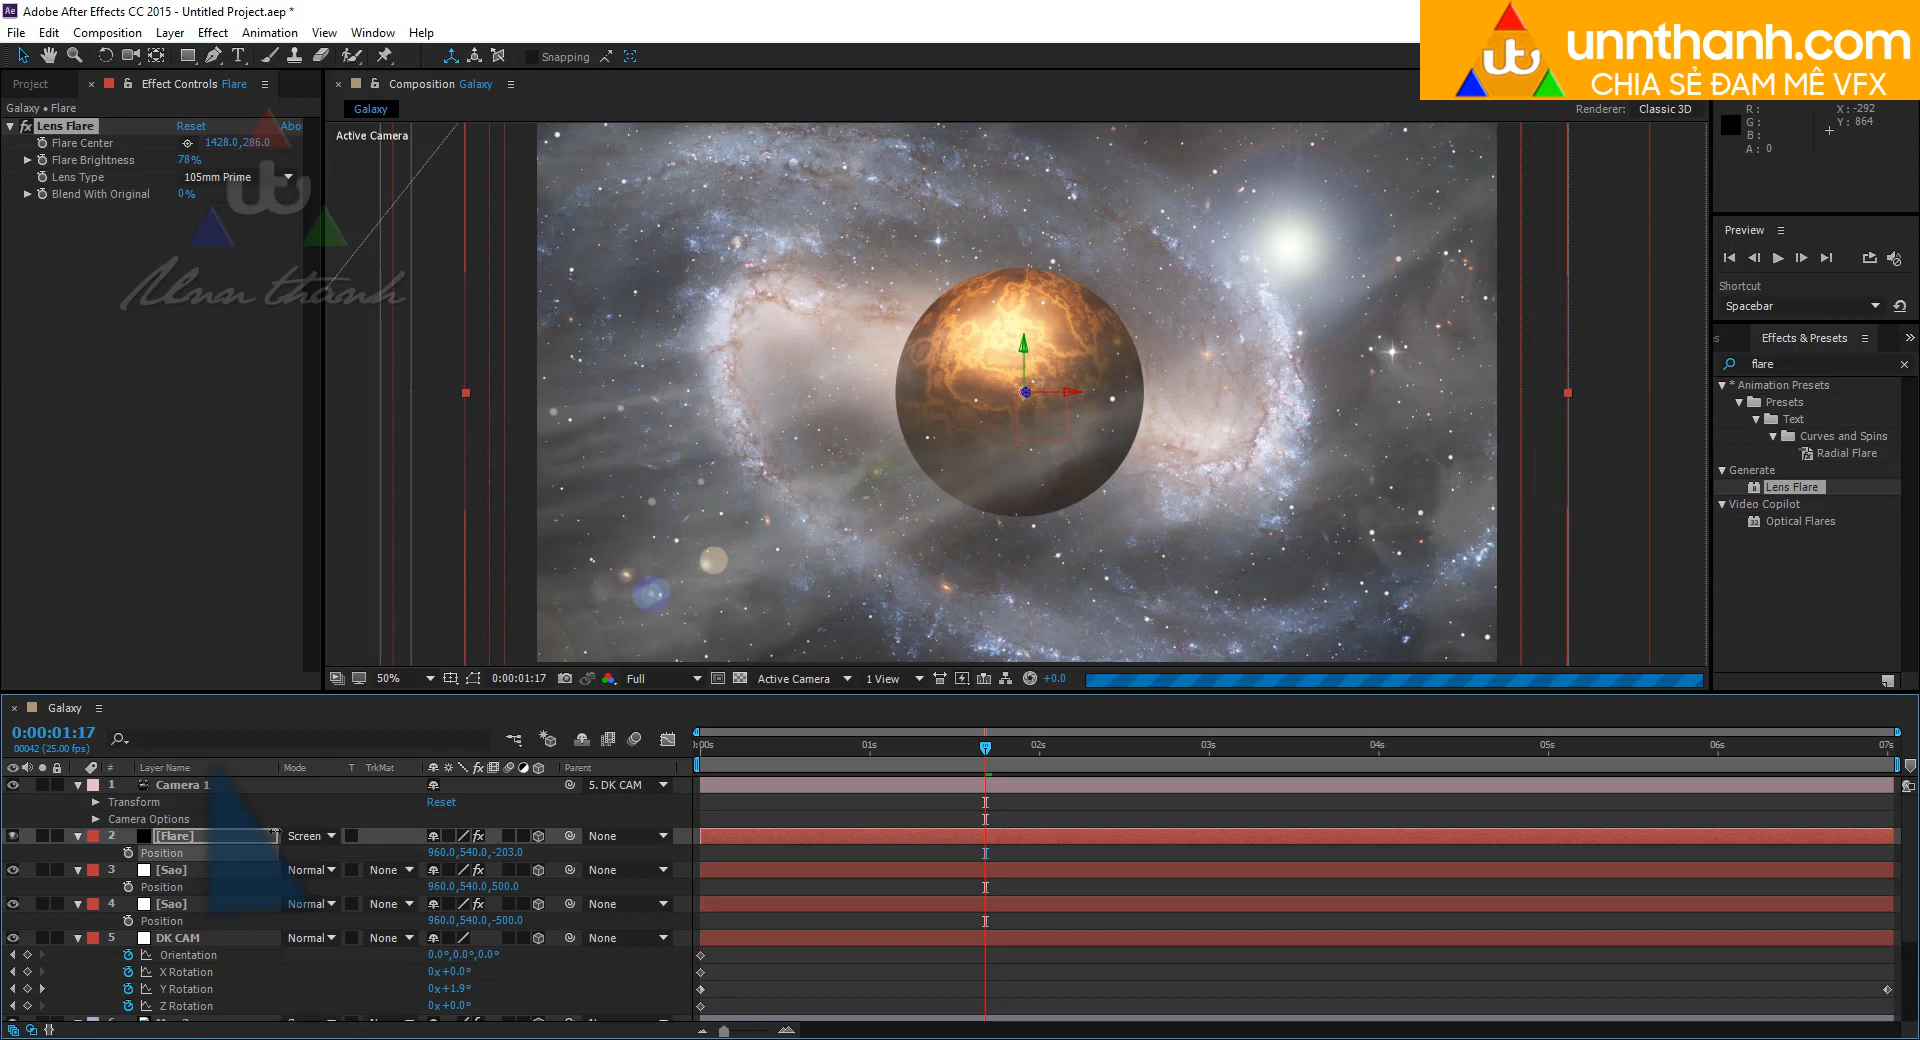 Adobe After Effects CC 2015 - Untitled Project.aep *
File Edit Composition Layer Effect Animation View Window Help
Snapping
unnthanh.com
CHIA SẺ ĐAM MÊ VFX
Project
Effect Controls Flare
Galaxy • Flare
Lens Flare Reset Abo
Flare Center 1428.0,286.0
Flare Brightness 78%
Lens Type 105mm Prime
Blend With Original 0%
ut
Unn thanh
Composition Galaxy
Galaxy
Renderer: Classic 3D
Active Camera
R :
G :
B :
A : 0
X : -292
Y : 864
Preview
Shortcut
Spacebar
Effects & Presets
flare
* Animation Presets
Presets
Text
Curves and Spins
Radial Flare
Generate
Lens Flare
Video Copilot
Optical Flares
50% 0:00:01:17 Full Active Camera 1 View +0.0
Galaxy
0:00:01:17
00042 (25.00 fps)
:00s 01s 02s 03s 04s 05s 06s 07s
# Layer Name Mode T TrkMat Parent
1 Camera 1 5. DK CAM
Transform Reset
Camera Options
2 [Flare] Screen None
Position 960.0,540.0,-203.0
3 [Sao] Normal None None
Position 960.0,540.0,500.0
4 [Sao] Normal None None
Position 960.0,540.0,-500.0
5 DK CAM Normal None None
Orientation 0.0°,0.0°,0.0°
X Rotation 0x+0.0°
Y Rotation 0x+1.9°
Z Rotation 0x+0.0°